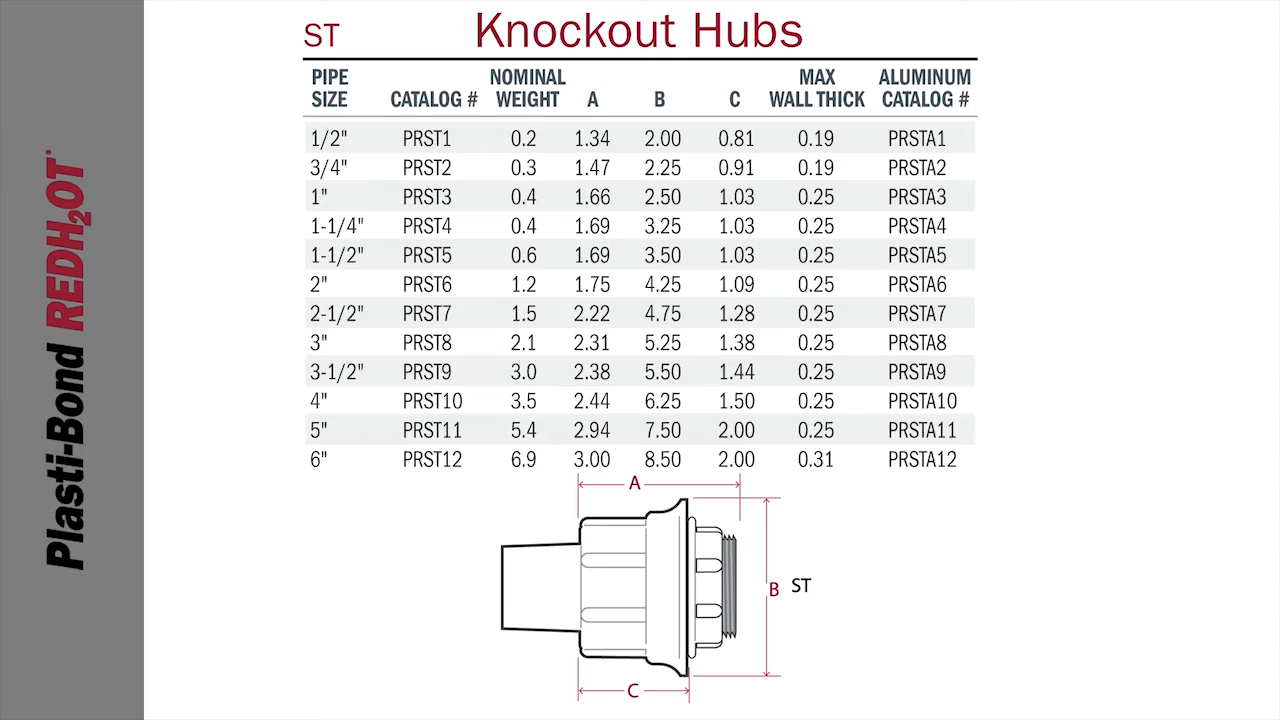 ST Knockout Hubs
PIPE SIZE CATALOG # NOMINAL WEIGHT A B C MAX WALL THICK ALUMINUM CATALOG #
1/2" PRST1 0.2 1.34 2.00 0.81 0.19 PRSTA1
3/4" PRST2 0.3 1.47 2.25 0.91 0.19 PRSTA2
1" PRST3 0.4 1.66 2.50 1.03 0.25 PRSTA3
1-1/4" PRST4 0.4 1.69 3.25 1.03 0.25 PRSTA4
1-1/2" PRST5 0.6 1.69 3.50 1.03 0.25 PRSTA5
2" PRST6 1.2 1.75 4.25 1.09 0.25 PRSTA6
2-1/2" PRST7 1.5 2.22 4.75 1.28 0.25 PRSTA7
3" PRST8 2.1 2.31 5.25 1.38 0.25 PRSTA8
3-1/2" PRST9 3.0 2.38 5.50 1.44 0.25 PRSTA9
4" PRST10 3.5 2.44 6.25 1.50 0.25 PRSTA10
5" PRST11 5.4 2.94 7.50 2.00 0.25 PRSTA11
6" PRST12 6.9 3.00 8.50 2.00 0.31 PRSTA12
A
B ST
C
Plasti-Bond REDH₂OT®